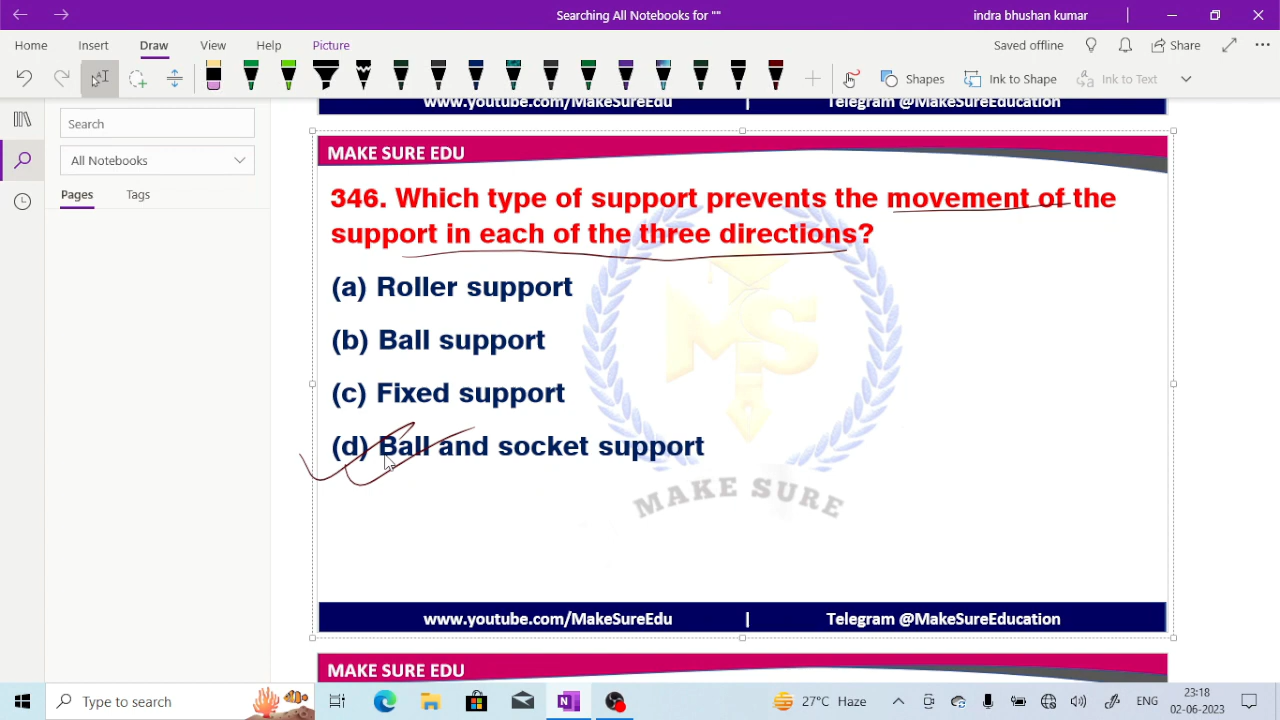 Searching All Notebooks for ""
indra bhushan kumar
Home Insert Draw View Help Picture
Saved offline
Share
Shapes
Ink to Shape
Ink to Text
Search
All Notebooks
Pages Tags
www.youtube.com/MakeSureEdu | Telegram @MakeSureEducation
MAKE SURE EDU
346. Which type of support prevents the movement of the
support in each of the three directions?
(a) Roller support
(b) Ball support
(c) Fixed support
(d) Ball and socket support
MS
MAKE SURE
www.youtube.com/MakeSureEdu | Telegram @MakeSureEducation
MAKE SURE EDU
Type to search
27°C Haze
ENG
23:18
02-06-2023